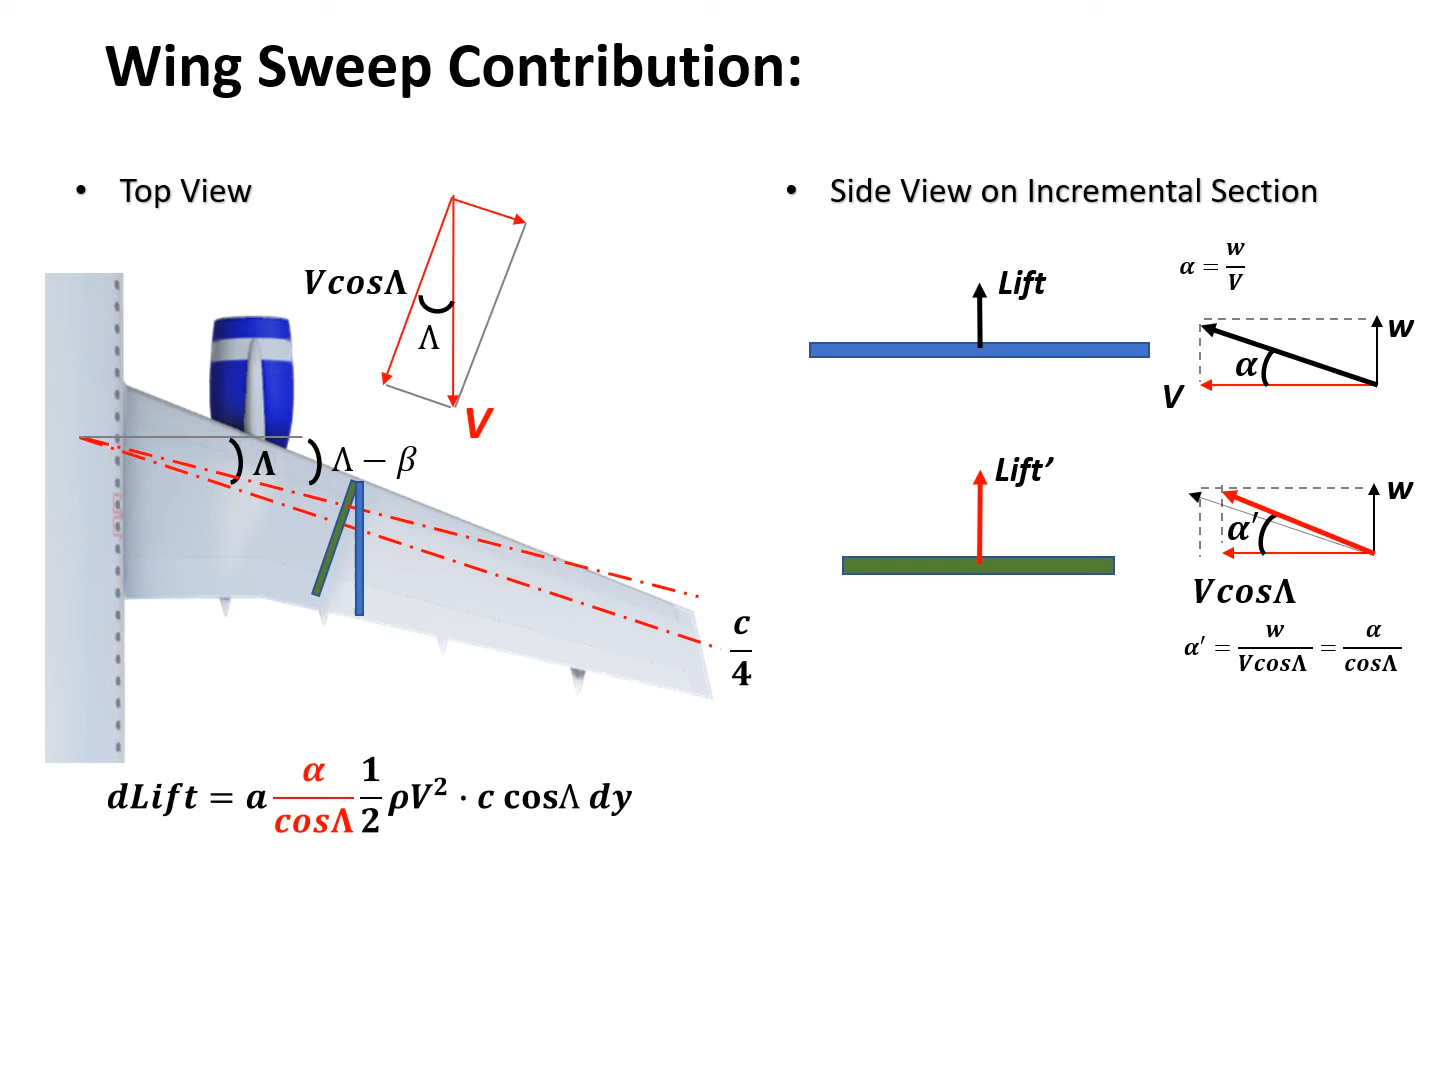 Wing Sweep Contribution:
• Top View
VcosΛ
Λ
V
Λ
Λ − β
c/4
dLift = a α/cosΛ 1/2 ρV² · c cosΛ dy
• Side View on Incremental Section
α = w/V
Lift
w
α
V
Lift’
w
α′
VcosΛ
α′ = w/VcosΛ = α/cosΛ